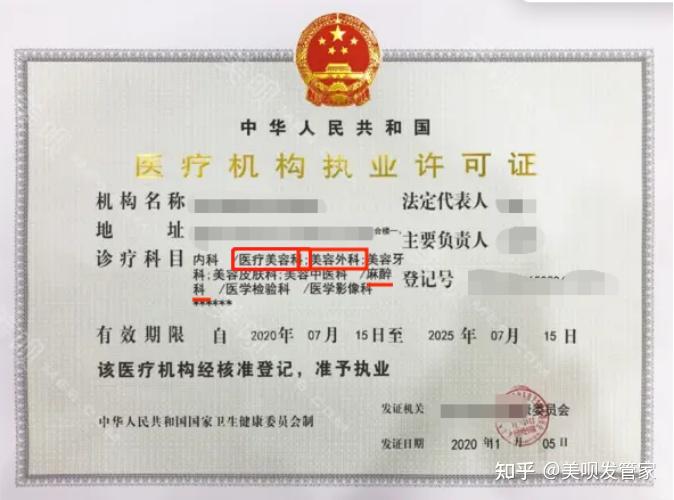 中华人民共和国
医疗机构执业许可证
机构名称
法定代表人
地 址
合楼一、
主要负责人
诊疗科目 内科 /医疗美容科;美容外科;美容牙
科;美容皮肤科;美容中医科 /麻醉
科 /医学检验科 /医学影像科
******
登记号
有效期限 自 2020年 07月 15日至 2025年 07月 15日
该医疗机构经核准登记，准予执业
中华人民共和国国家卫生健康委员会制
发证机关 康委员会
发证日期 2020年1月 05日
知乎 @美呗发管家